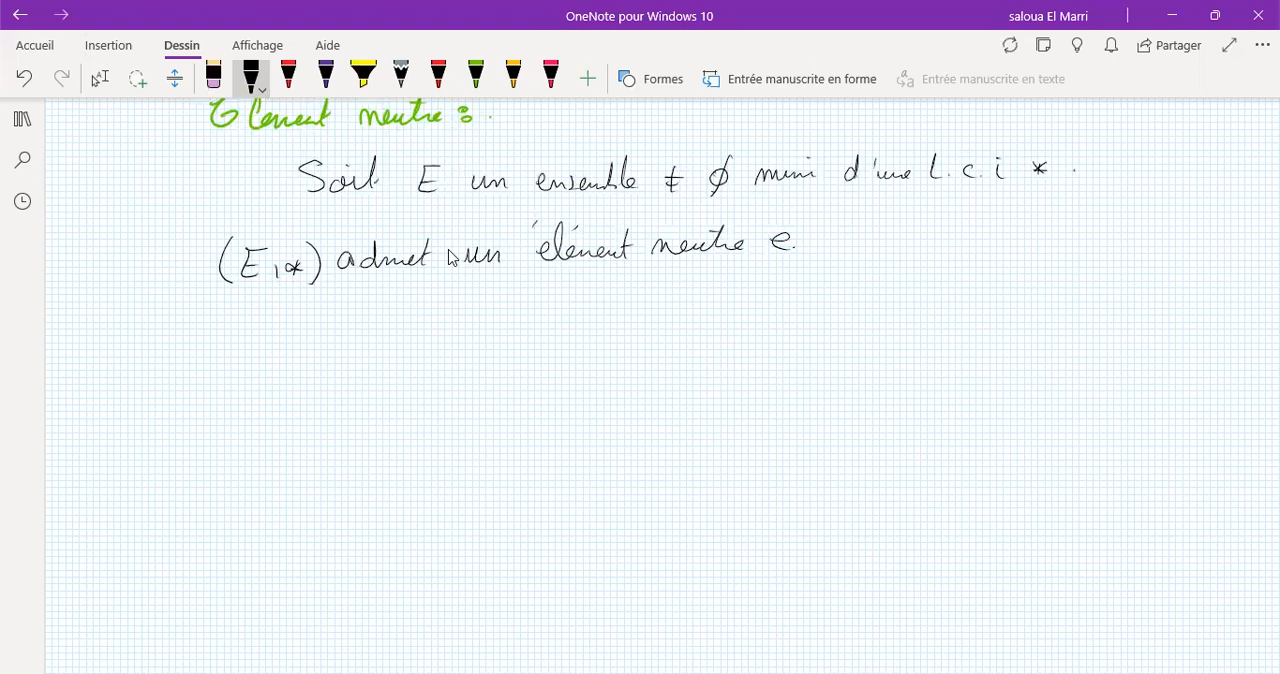 OneNote pour Windows 10
saloua El Marri
Accueil Insertion Dessin Affichage Aide
Partager
Formes Entrée manuscrite en forme Entrée manuscrite en texte
Elément neutre :.
Soit E un ensemble ≠ ∅ muni d'une l.c.i * .
(E,*) admet un élément neutre e.